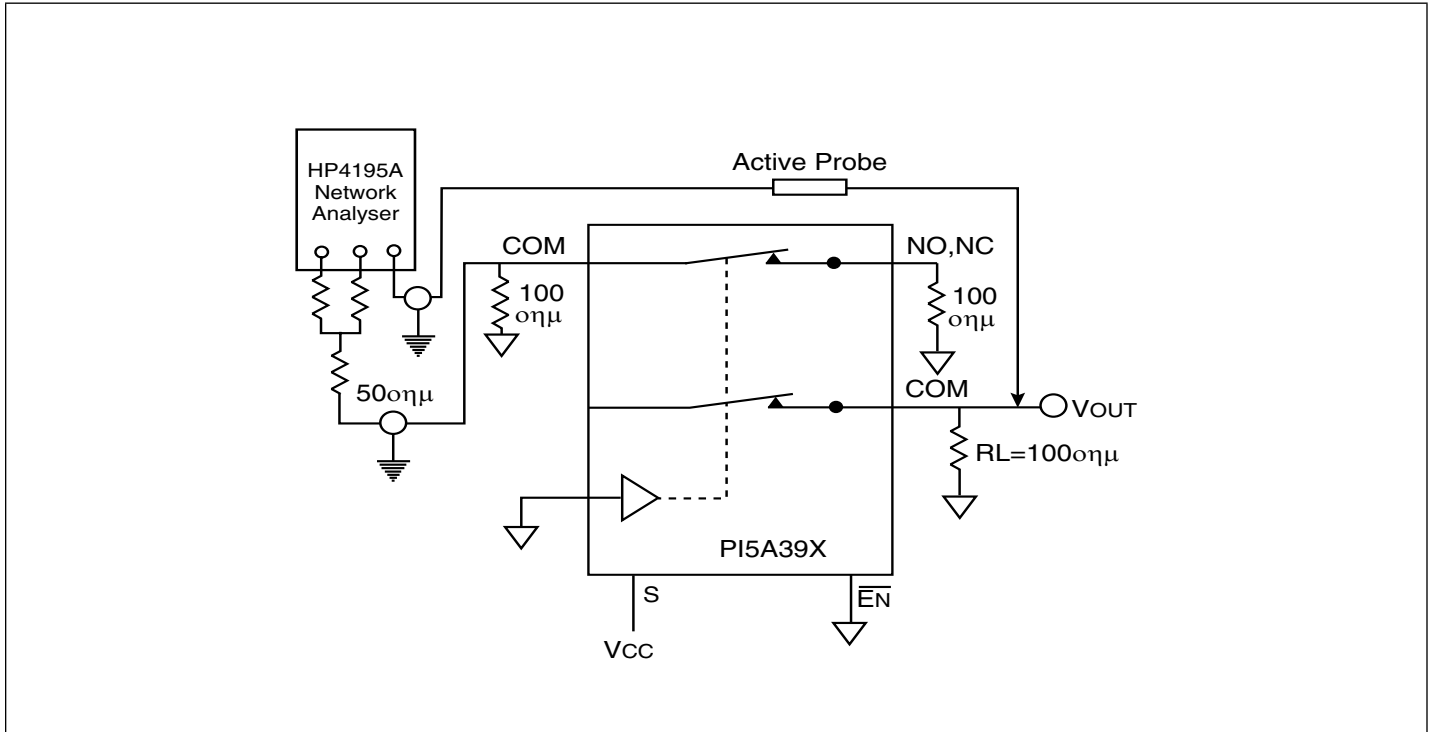 HP4195A
Network
Analyser
Active Probe
COM
NO,NC
100
οημ
100
οημ
50οημ
COM
VOUT
RL=100οημ
PI5A39X
S
EN
VCC